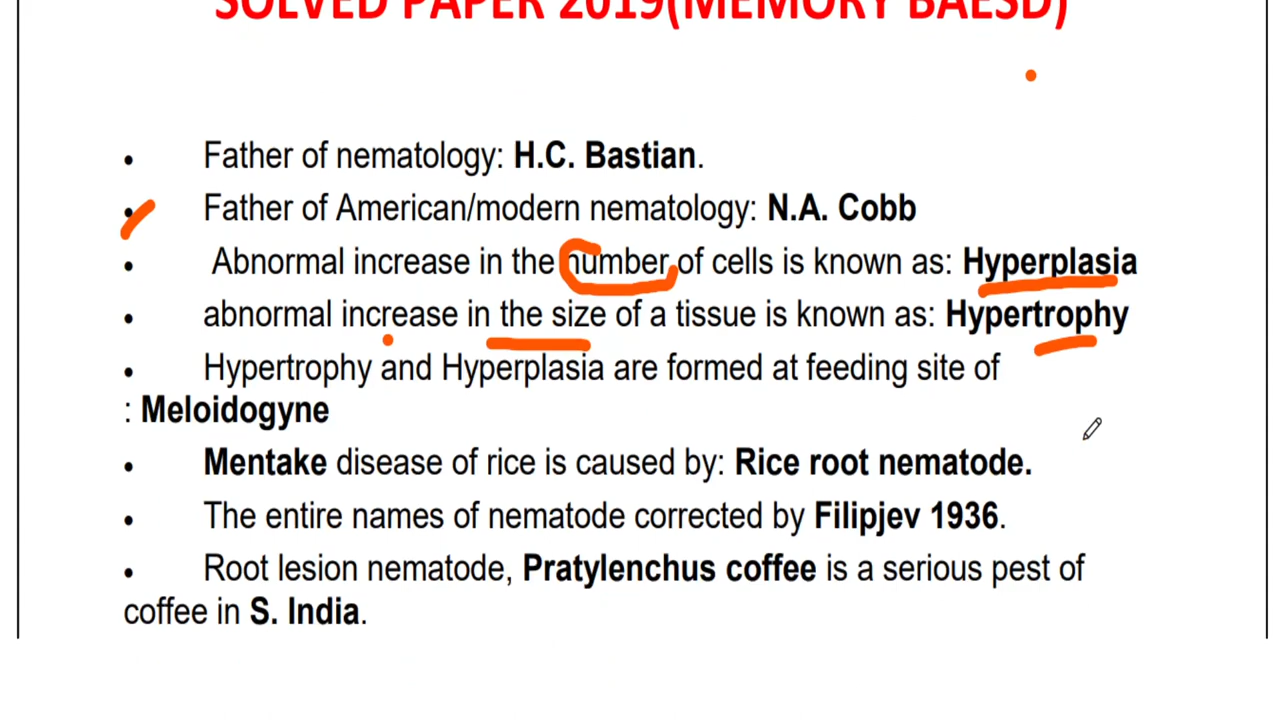 SOLVED PAPER 2019(MEMORY BAESD)
• Father of nematology: H.C. Bastian.
• Father of American/modern nematology: N.A. Cobb
• Abnormal increase in the number of cells is known as: Hyperplasia
• abnormal increase in the size of a tissue is known as: Hypertrophy
• Hypertrophy and Hyperplasia are formed at feeding site of
: Meloidogyne
• Mentake disease of rice is caused by: Rice root nematode.
• The entire names of nematode corrected by Filipjev 1936.
• Root lesion nematode, Pratylenchus coffee is a serious pest of
coffee in S. India.